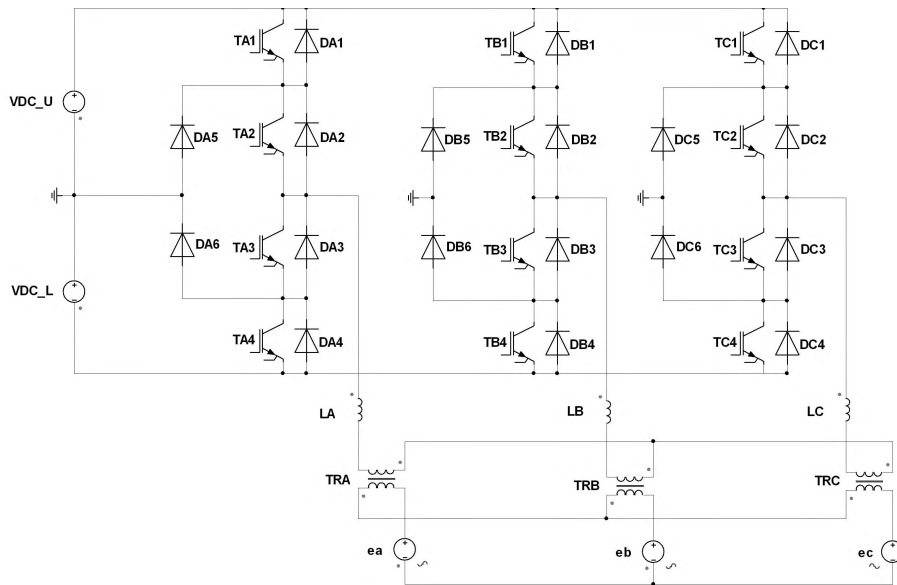 TA1 DA1 TB1 DB1 TC1 DC1
VDC_U
DA5 TA2 DA2 DB5 TB2 DB2 DC5 TC2 DC2
DA6 TA3 DA3 DB6 TB3 DB3 DC6 TC3 DC3
VDC_L
TA4 DA4 TB4 DB4 TC4 DC4
LA LB LC
TRA TRB TRC
ea eb ec